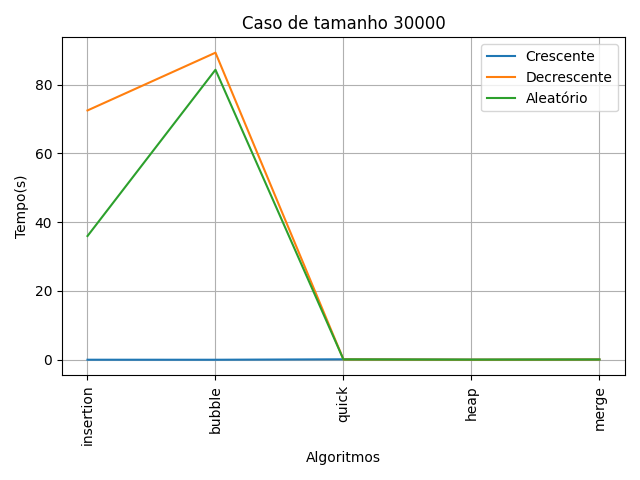 Caso de tamanho 30000
Crescente
Decrescente
Aleatório
Tempo(s)
80
60
40
20
0
insertion
bubble
quick
heap
merge
Algoritmos